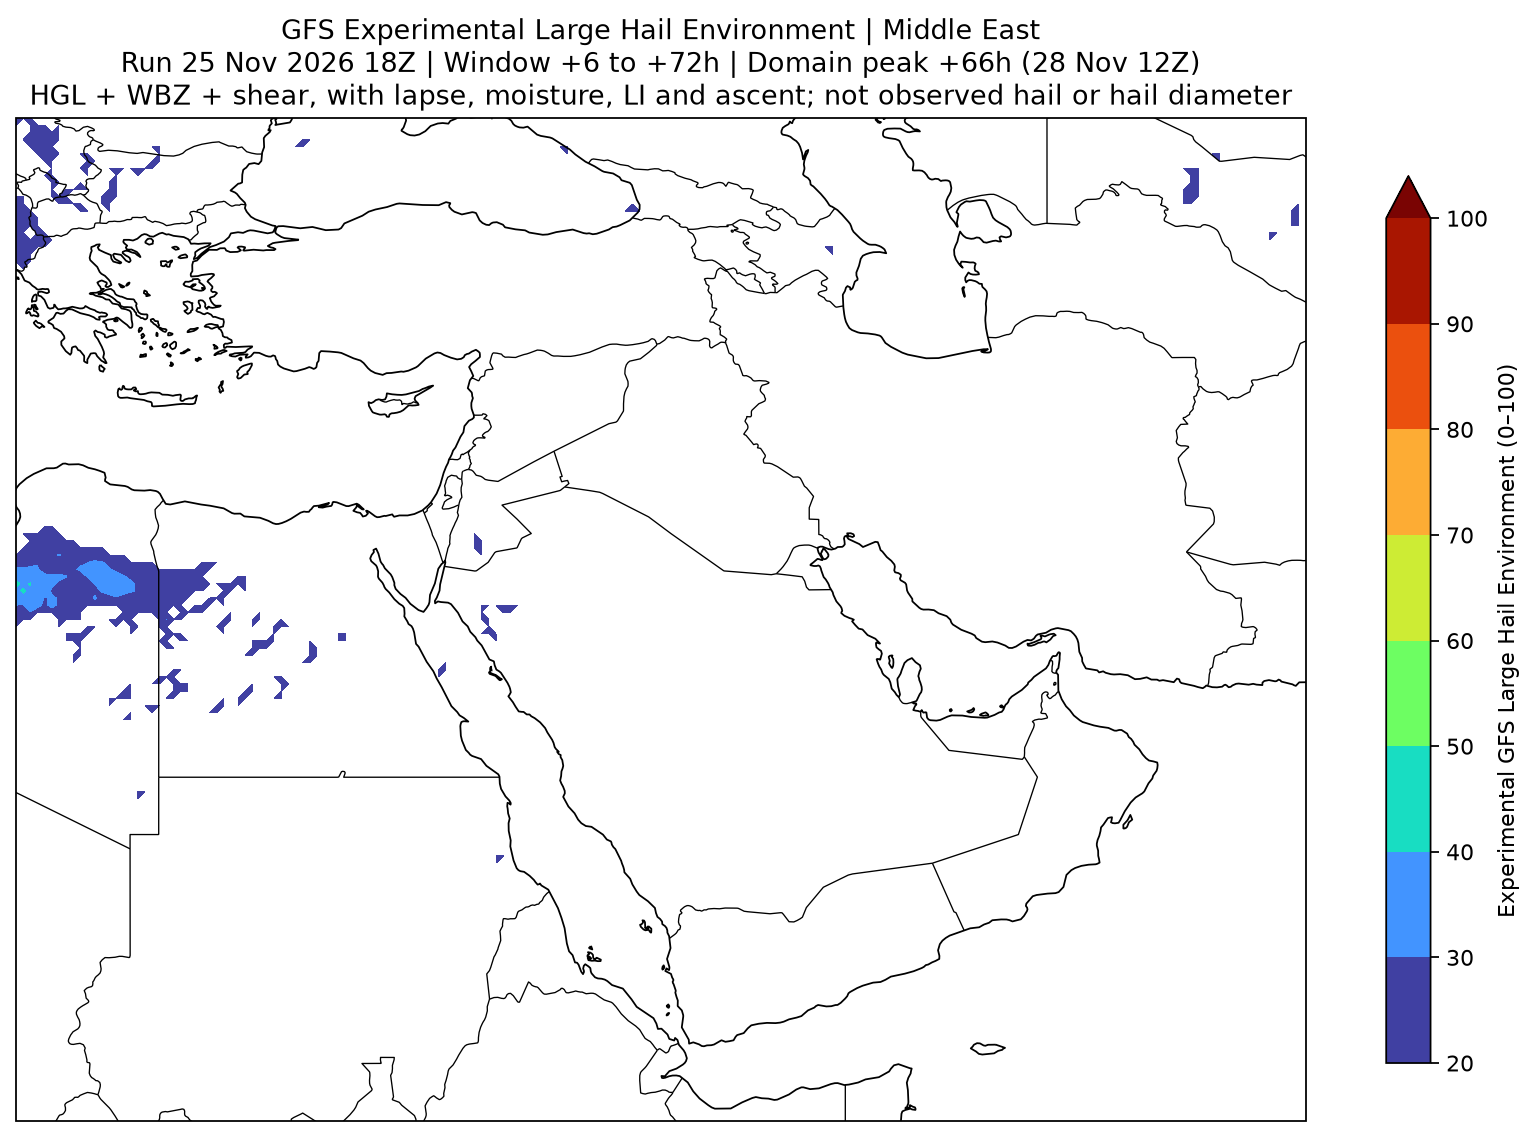 GFS Experimental Large Hail Environment | Middle East
Run 25 Nov 2026 18Z | Window +6 to +72h | Domain peak +66h (28 Nov 12Z)
HGL + WBZ + shear, with lapse, moisture, LI and ascent; not observed hail or hail diameter
100
90
80
70
60
50
40
30
20
Experimental GFS Large Hail Environment (0–100)